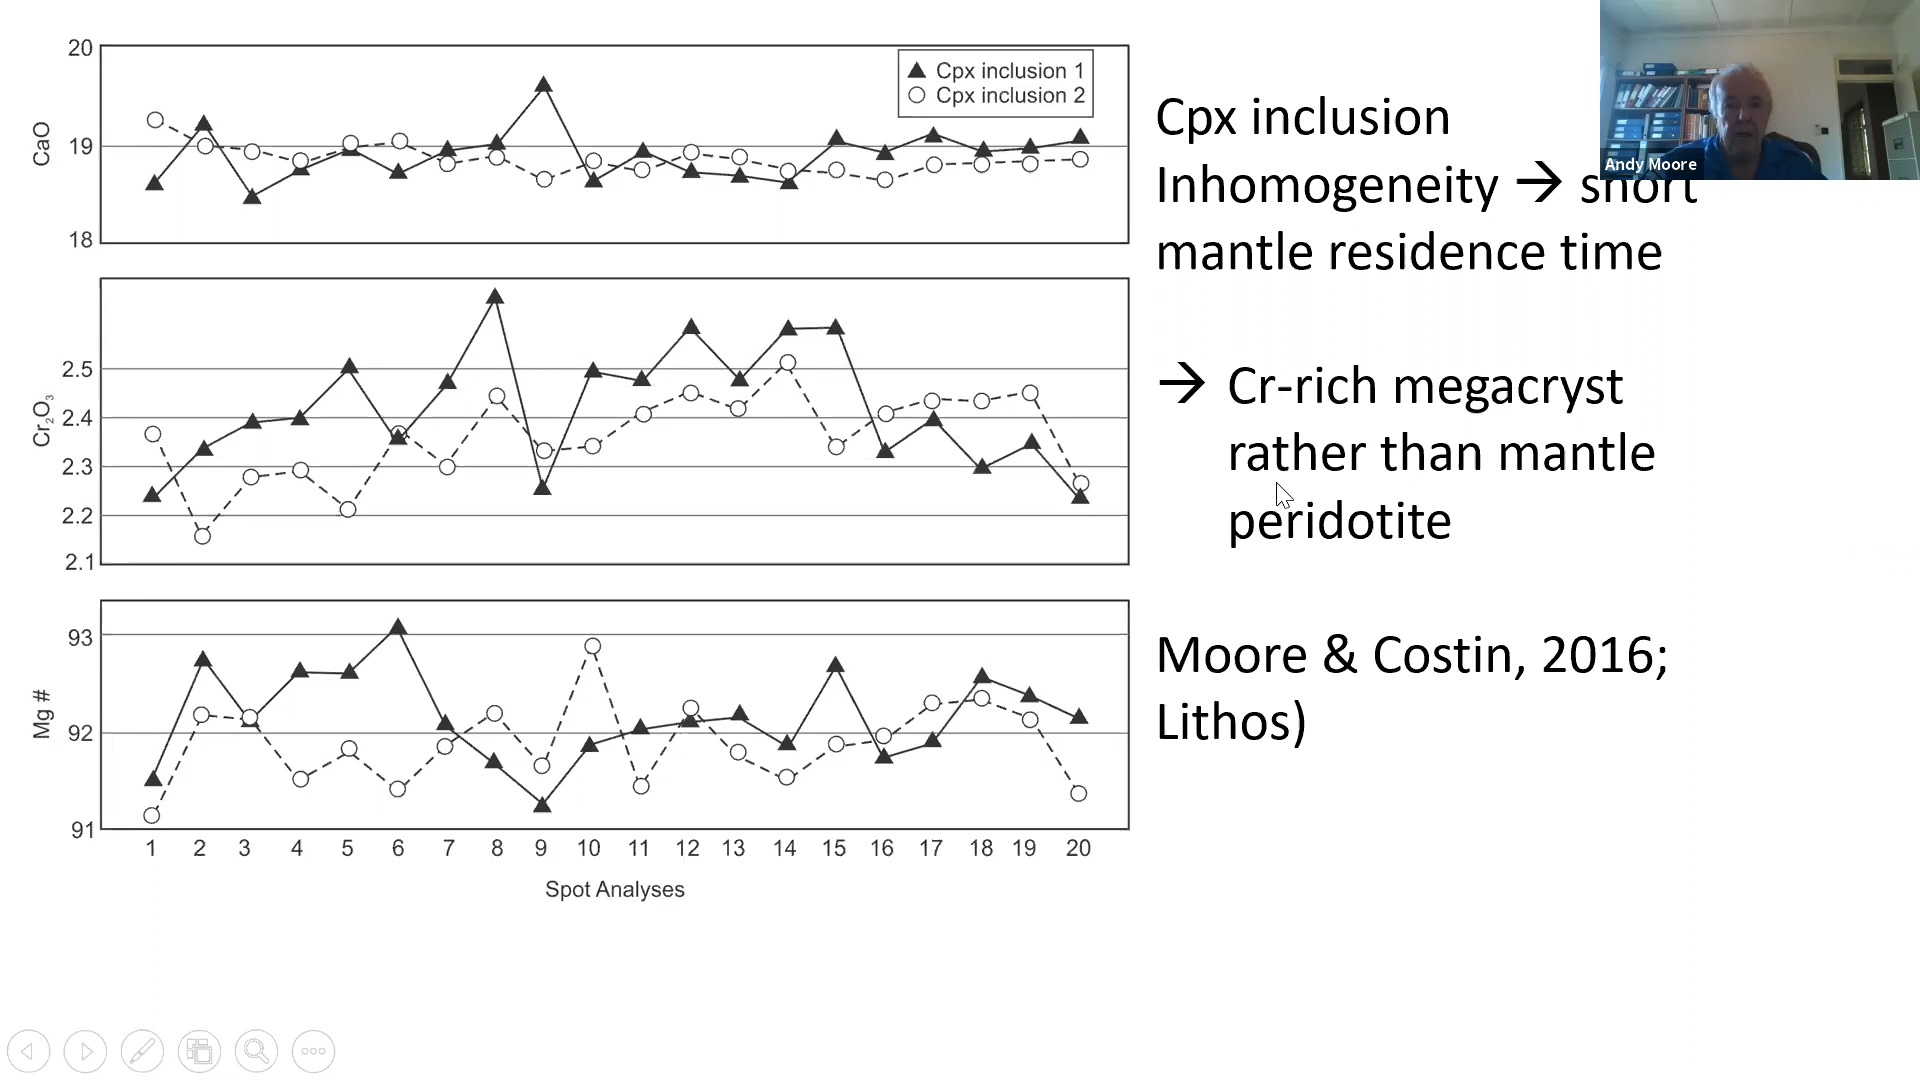 20
CaO
19
18
Cpx inclusion 1
Cpx inclusion 2
2.5
2.4
Cr2O3
2.3
2.2
2.1
93
Mg #
92
91
1 2 3 4 5 6 7 8 9 10 11 12 13 14 15 16 17 18 19 20
Spot Analyses
Cpx inclusion
Inhomogeneity → short
mantle residence time
→ Cr-rich megacryst
rather than mantle
peridotite
Moore & Costin, 2016;
Lithos)
Andy Moore